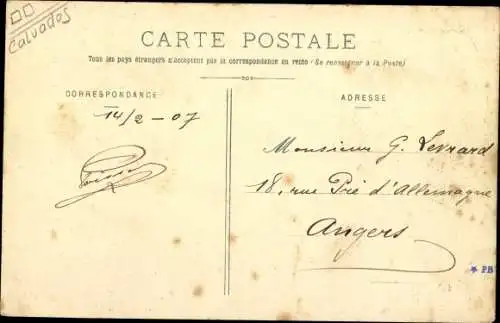 Calvados
CARTE POSTALE
Tous les pays étrangers n'acceptent pas la correspondance au recto (Se renseigner à la Poste)
CORRESPONDANCE
14/2 - 07
ADRESSE
Monsieur G. Levrard
18, rue Pré d'Allemagne
Angers
* PB